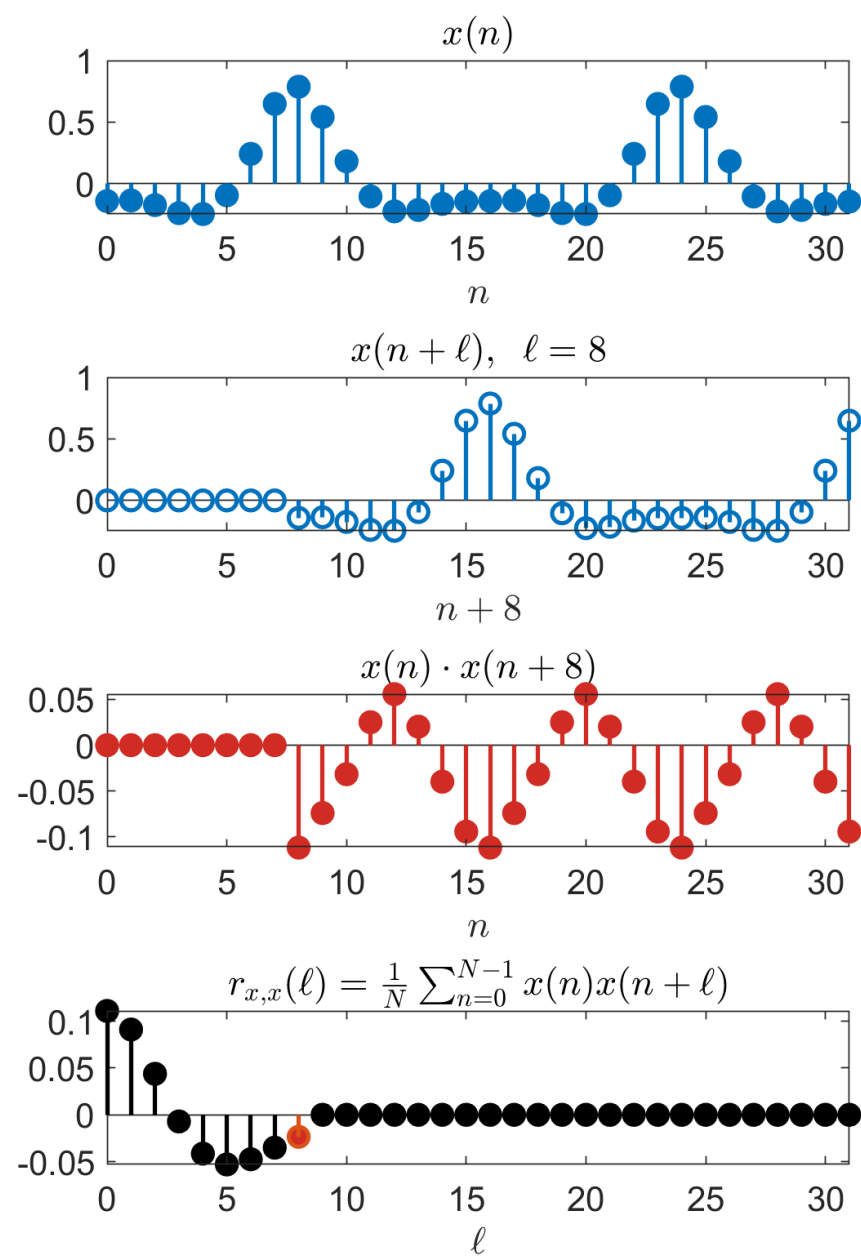 x(n)
1
0.5
0
0 5 10 15 20 25 30
n
x(n + ℓ), ℓ = 8
1
0.5
0
0 5 10 15 20 25 30
n + 8
x(n) · x(n + 8)
0.05
0
-0.05
-0.1
0 5 10 15 20 25 30
n
r_{x,x}(ℓ) = \frac{1}{N} \sum_{n=0}^{N-1} x(n)x(n + ℓ)
0.1
0.05
0
-0.05
0 5 10 15 20 25 30
ℓ